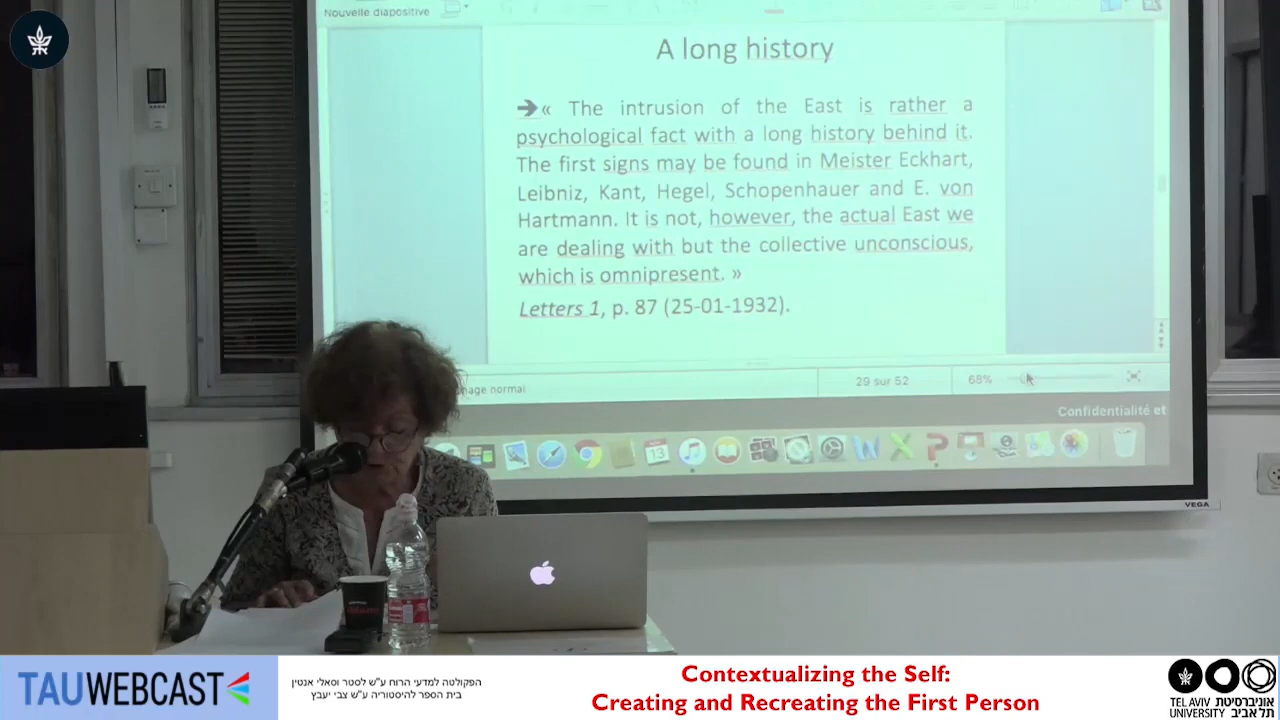 Nouvelle diapositive
A long history
➔« The intrusion of the East is rather a
psychological fact with a long history behind it.
The first signs may be found in Meister Eckhart,
Leibniz, Kant, Hegel, Schopenhauer and E. von
Hartmann. It is not, however, the actual East we
are dealing with but the collective unconscious,
which is omnipresent. »
Letters 1, p. 87 (25-01-1932).
normal
29 sur 52
68%
Confidentialité et
13
VEGA
TAUWEBCAST
הפקולטה למדעי הרוח ע"ש לסטר וסאלי אנטין
בית הספר להיסטוריה ע"ש צבי יעבץ
Contextualizing the Self:
Creating and Recreating the First Person
TEL AVIV אוניברסיטת
UNIVERSITY תל אביב